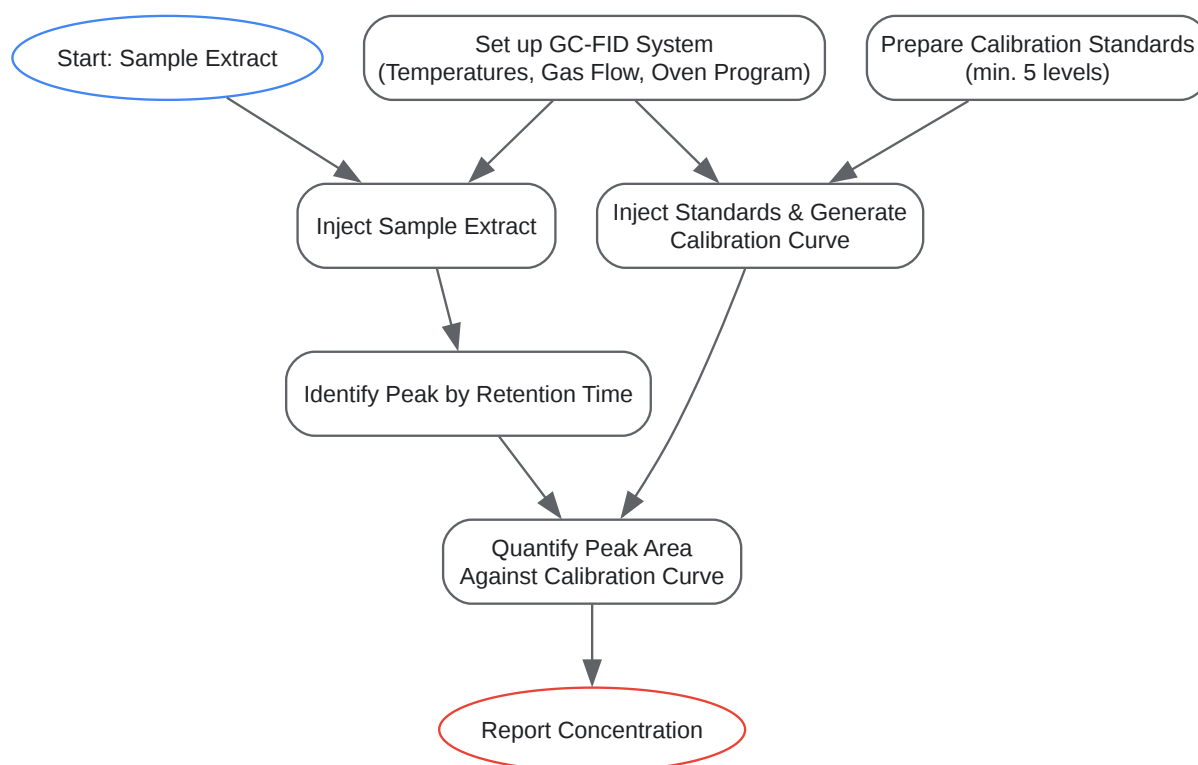 Start: Sample Extract
Set up GC-FID System
(Temperatures, Gas Flow, Oven Program)
Prepare Calibration Standards
(min. 5 levels)
Inject Sample Extract
Inject Standards & Generate
Calibration Curve
Identify Peak by Retention Time
Quantify Peak Area
Against Calibration Curve
Report Concentration